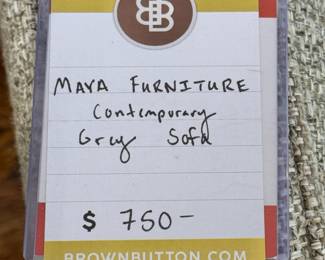 MAYA FURNITURE
Contemporary
Grey Sofa
$ 750-
BROWNBUTTON.COM